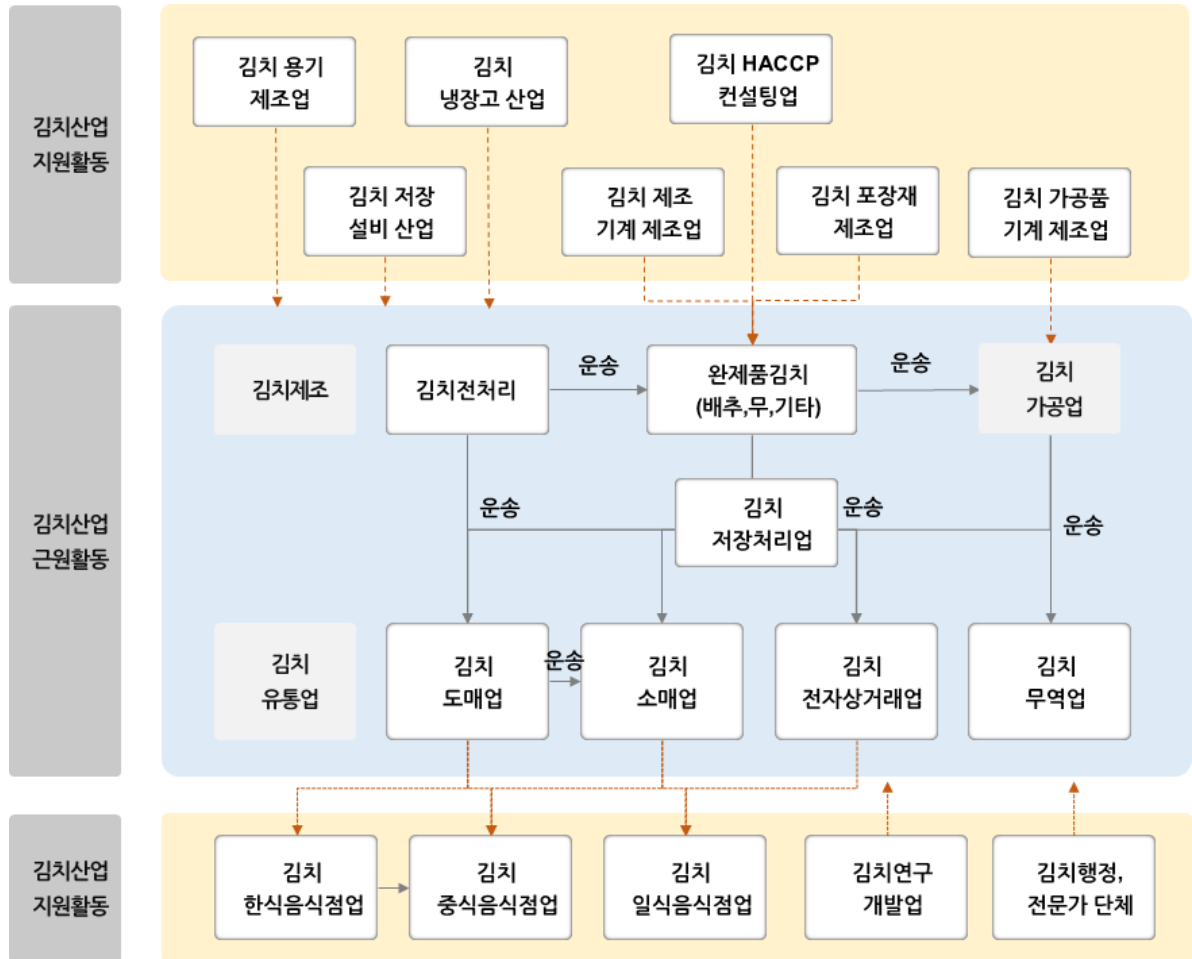 김치산업
지원활동
김치 용기
제조업
김치
냉장고 산업
김치 HACCP
컨설팅업
김치 저장
설비 산업
김치 제조
기계 제조업
김치 포장재
제조업
김치 가공품
기계 제조업
김치산업
근원활동
김치제조
김치전처리
운송
완제품김치
(배추,무,기타)
운송
김치
가공업
운송
김치
저장처리업
운송
운송
김치
유통업
김치
도매업
운송
김치
소매업
김치
전자상거래업
김치
무역업
김치산업
지원활동
김치
한식음식점업
김치
중식음식점업
김치
일식음식점업
김치연구
개발업
김치행정,
전문가 단체